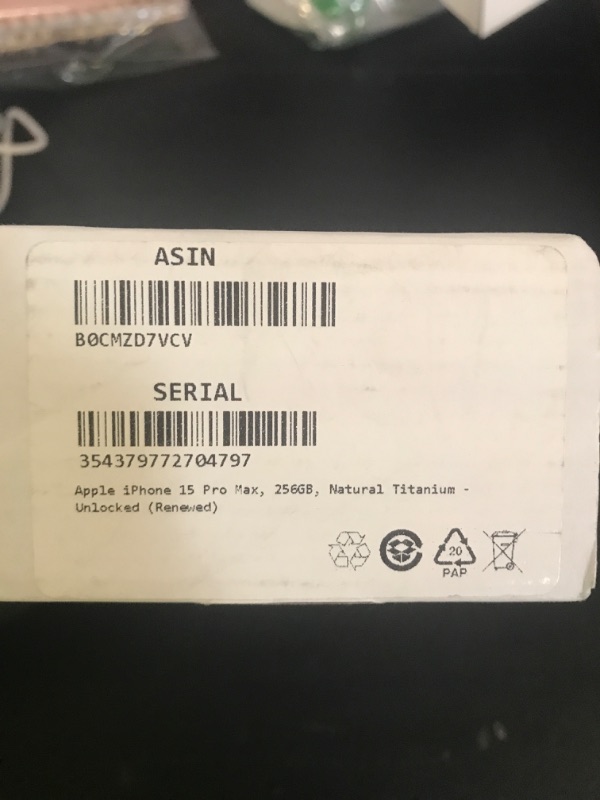 ASIN
B0CMZD7VCV
SERIAL
354379772704797
Apple iPhone 15 Pro Max, 256GB, Natural Titanium -
Unlocked (Renewed)
20
PAP